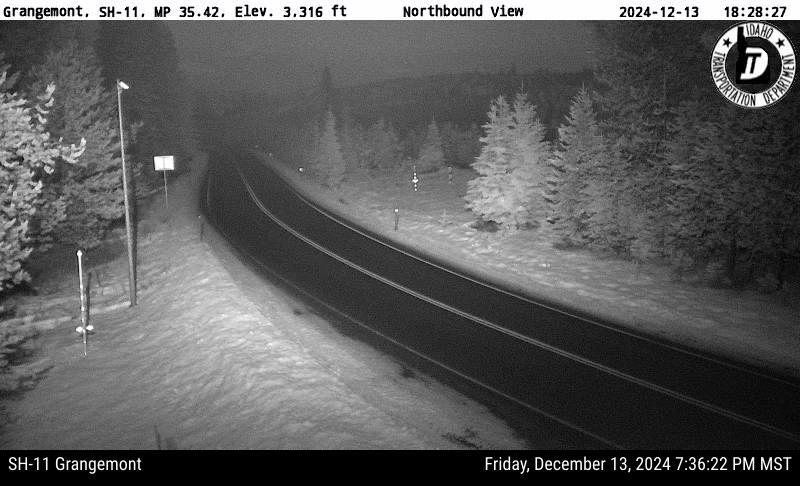 Grangemont, SH-11, MP 35.42, Elev. 3,316 ft Northbound View 2024-12-13 18:28:27
IDAHO
TRANSPORTATION DEPARTMENT
SH-11 Grangemont Friday, December 13, 2024 7:36:22 PM MST